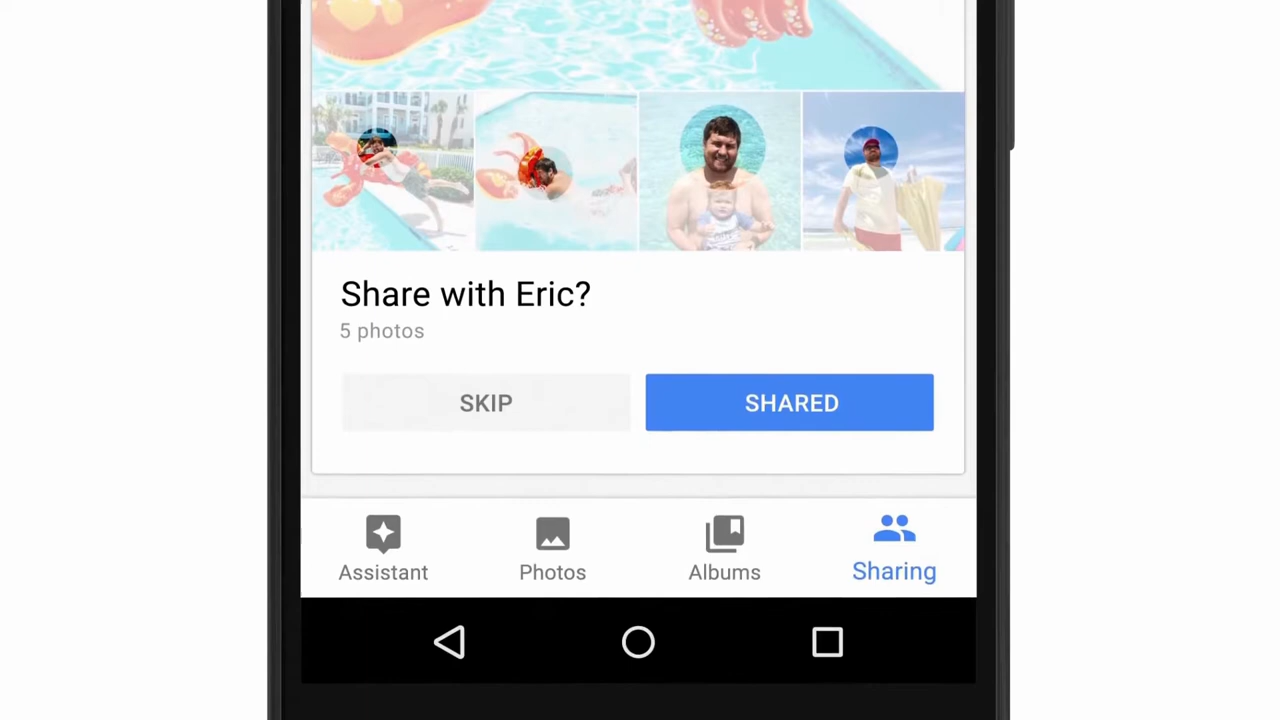 Share with Eric?
5 photos
SKIP
SHARED
Assistant
Photos
Albums
Sharing